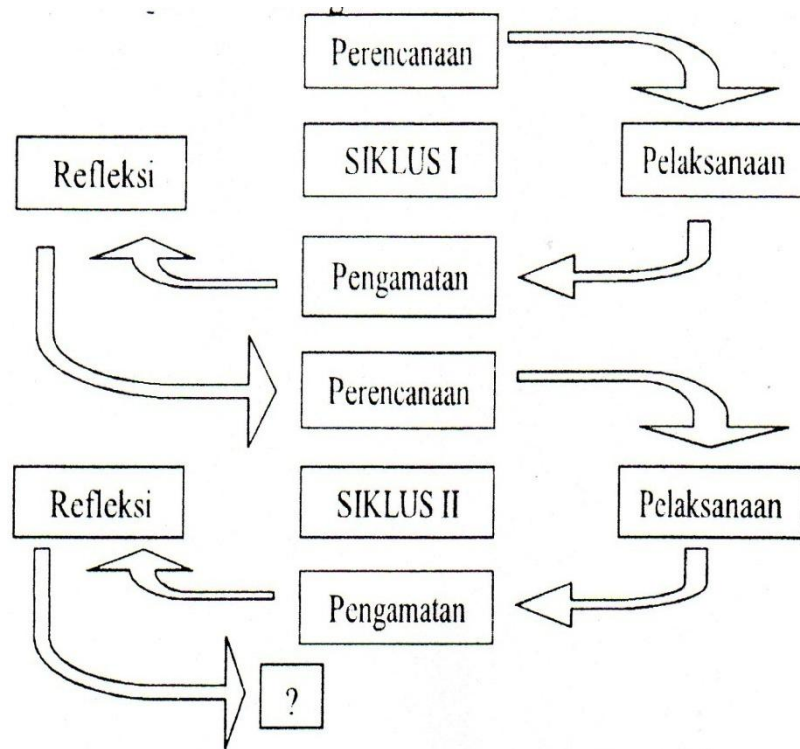 Perencanaan
Refleksi
SIKLUS I
Pelaksanaan
Pengamatan
Perencanaan
Refleksi
SIKLUS II
Pelaksanaan
Pengamatan
?